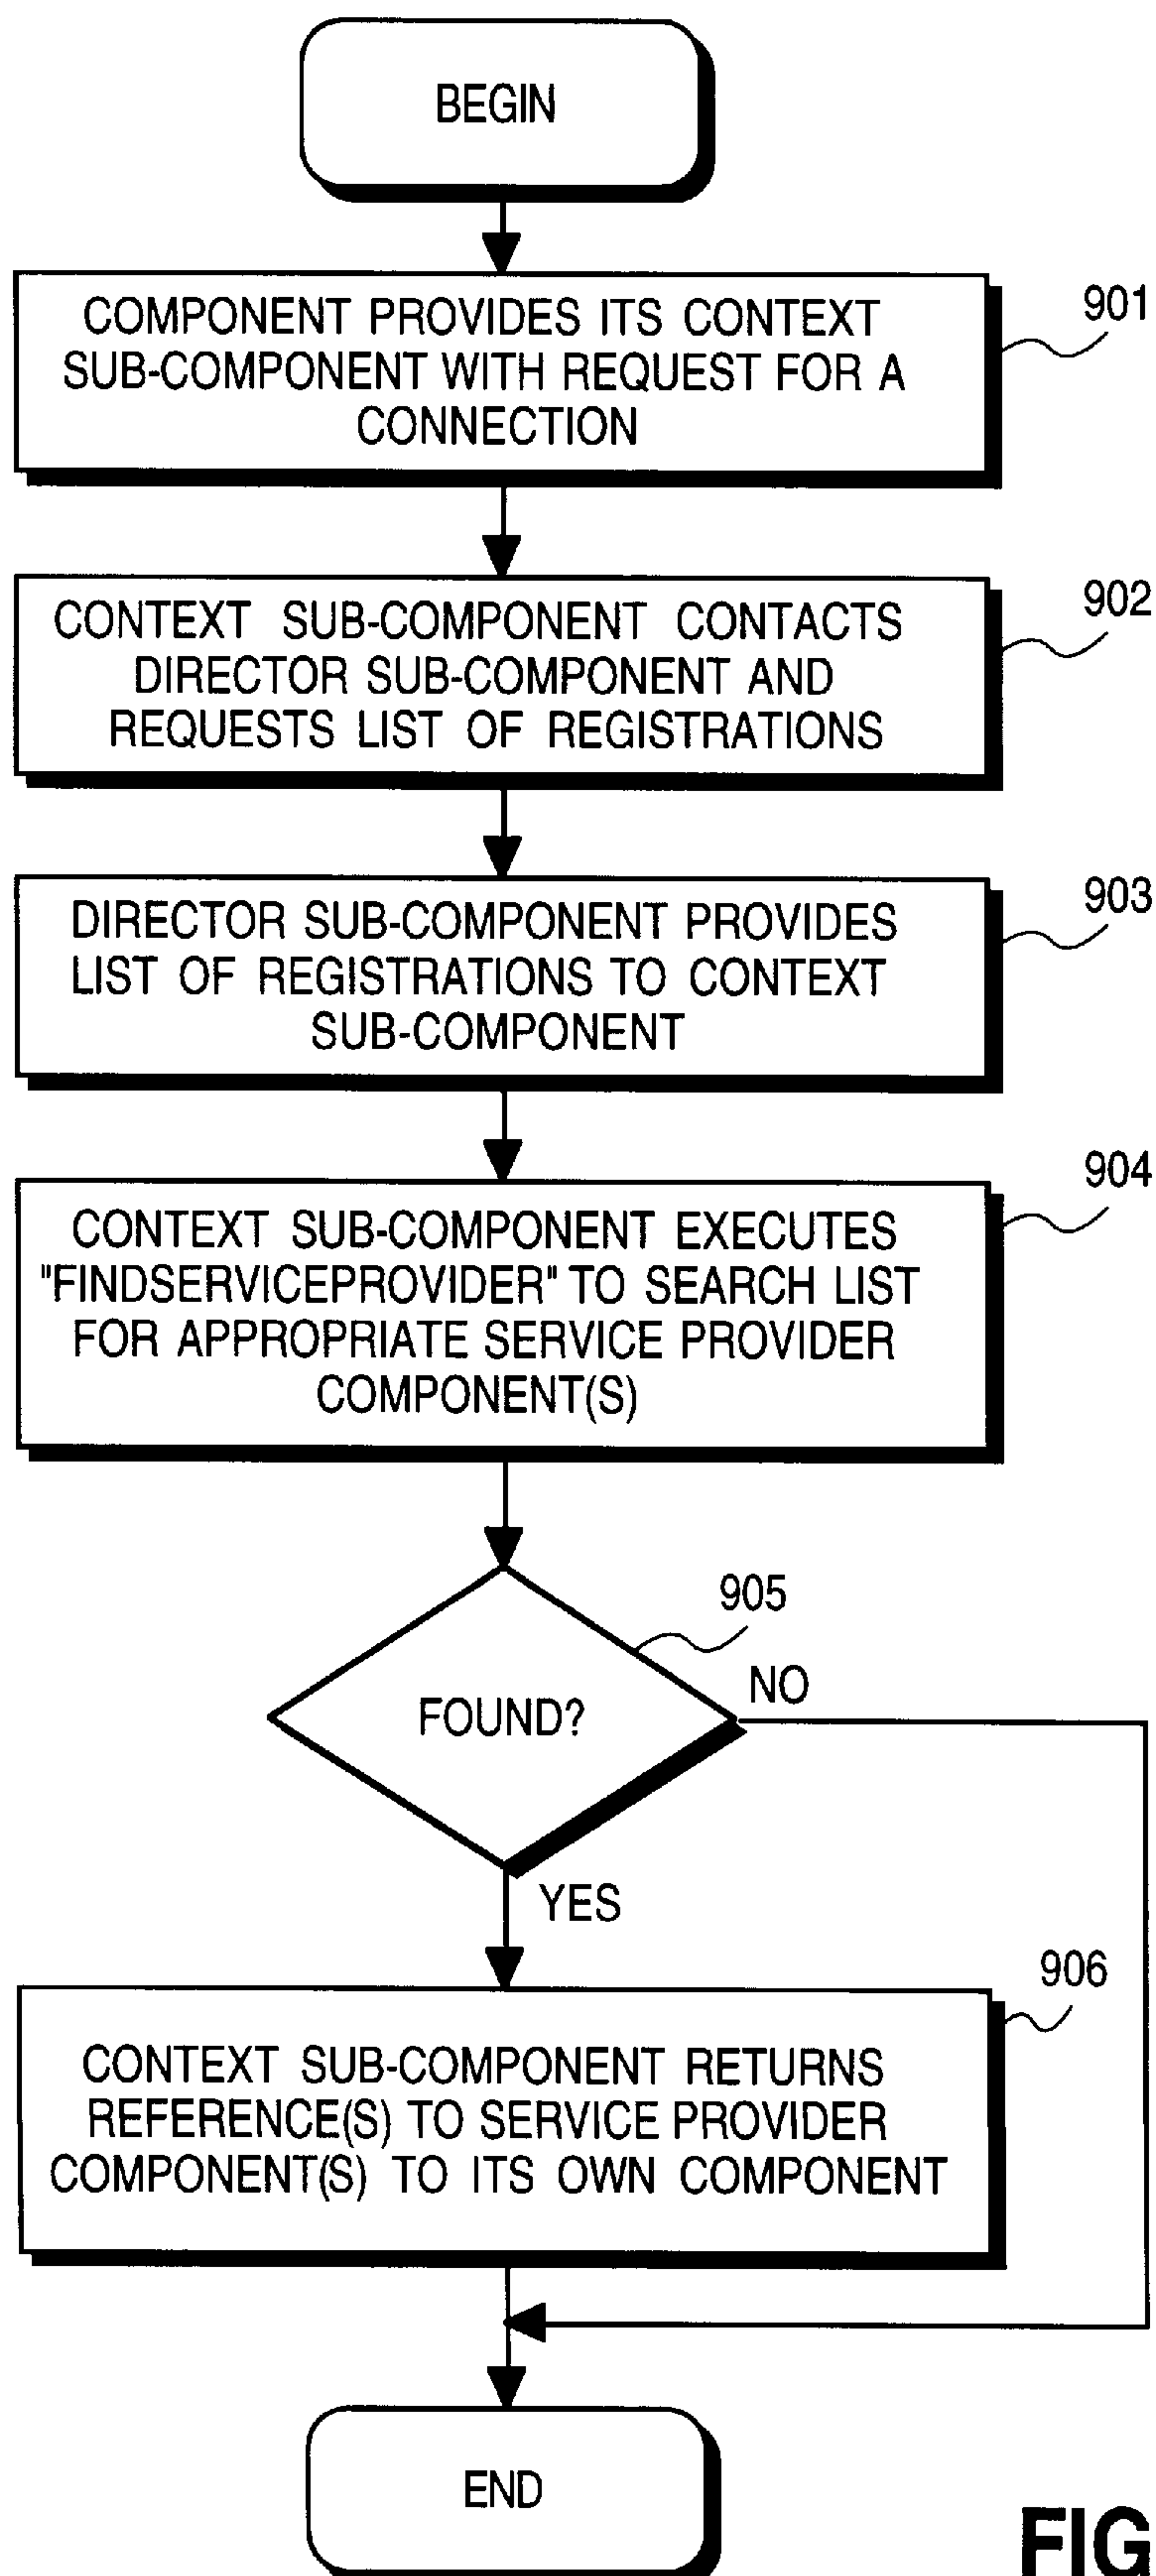 BEGIN
COMPONENT PROVIDES ITS CONTEXT
SUB-COMPONENT WITH REQUEST FOR A
CONNECTION
901
CONTEXT SUB-COMPONENT CONTACTS
DIRECTOR SUB-COMPONENT AND
REQUESTS LIST OF REGISTRATIONS
902
DIRECTOR SUB-COMPONENT PROVIDES
LIST OF REGISTRATIONS TO CONTEXT
SUB-COMPONENT
903
CONTEXT SUB-COMPONENT EXECUTES
"FINDSERVICEPROVIDER" TO SEARCH LIST
FOR APPROPRIATE SERVICE PROVIDER
COMPONENT(S)
904
FOUND?
905
NO
YES
CONTEXT SUB-COMPONENT RETURNS
REFERENCE(S) TO SERVICE PROVIDER
COMPONENT(S) TO ITS OWN COMPONENT
906
END
FIG